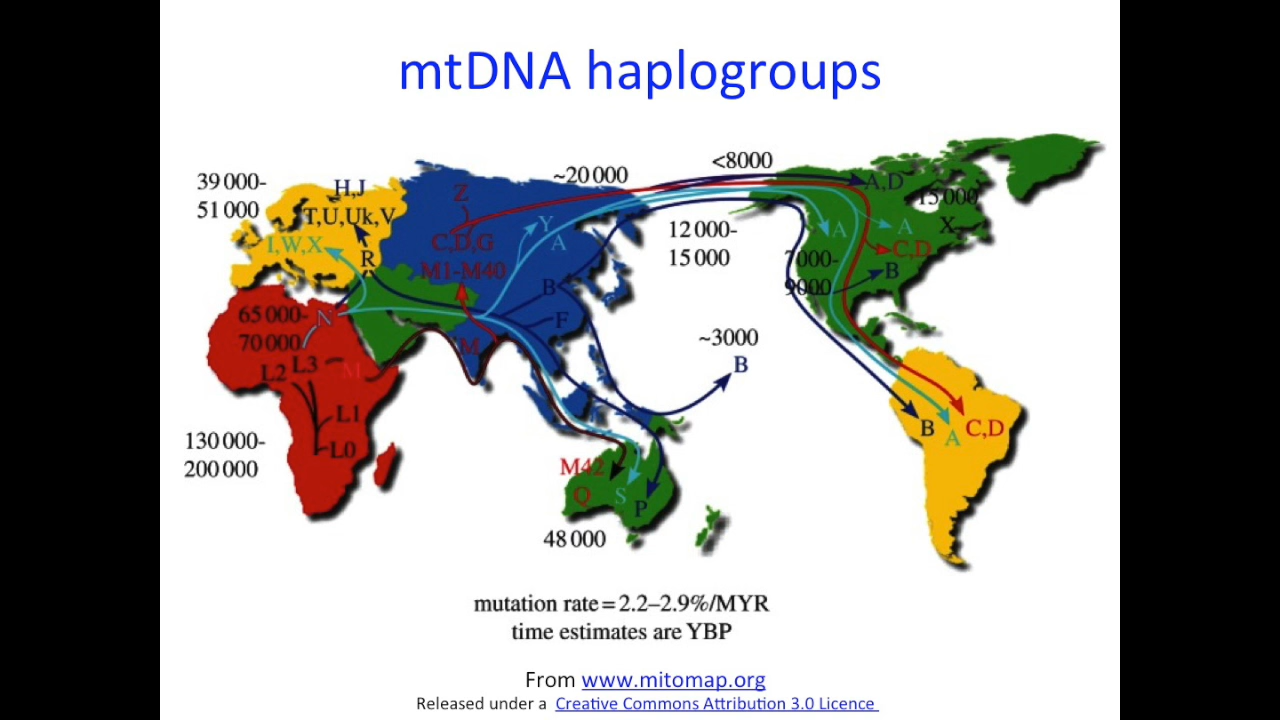 mtDNA haplogroups
<8000
~20 000
39 000-
51 000
H,J
T,U,Uk,V
I,W,X
R
Z
C,D,G
M1-M40
Y
A
A,D
15 000
X
A
A
C,D
B
12 000-
15 000
7000-
9000
B
F
65 000-
70 000
N
L3
L2
M
M
L1
L0
130 000-
200 000
~3000
B
B
A
C,D
M42
Q
S
P
48 000
mutation rate = 2.2–2.9%/MYR
time estimates are YBP
From www.mitomap.org
Released under a Creative Commons Attribution 3.0 Licence